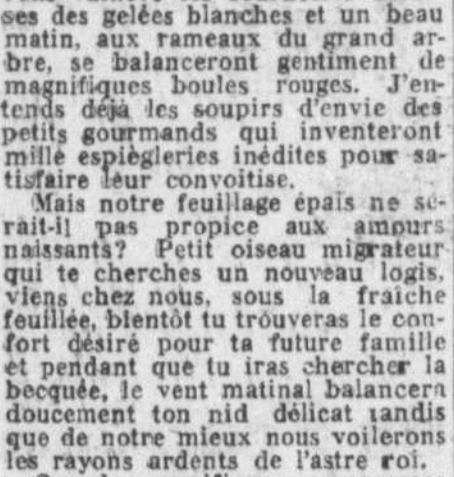 ses des gelées blanches et un beau
matin, aux rameaux du grand ar-
bre, se balanceront gentiment de
magnifiques boules rouges. J'en-
tends déjà les soupirs d'envie des
petits gourmands qui inventeront
mille espiègleries inédites pour sa-
tisfaire leur convoitise.
Mais notre feuillage épais ne se-
rait-il pas propice aux amours
naissants? Petit oiseau migrateur
qui te cherches un nouveau logis,
viens chez nous, sous la fraîche
feuillée, bientôt tu trouveras le con-
fort désiré pour ta future famille
et pendant que tu iras chercher la
becquée, le vent matinal balancera
doucement ton nid délicat tandis
que de notre mieux nous voilerons
les rayons ardents de l'astre roi.